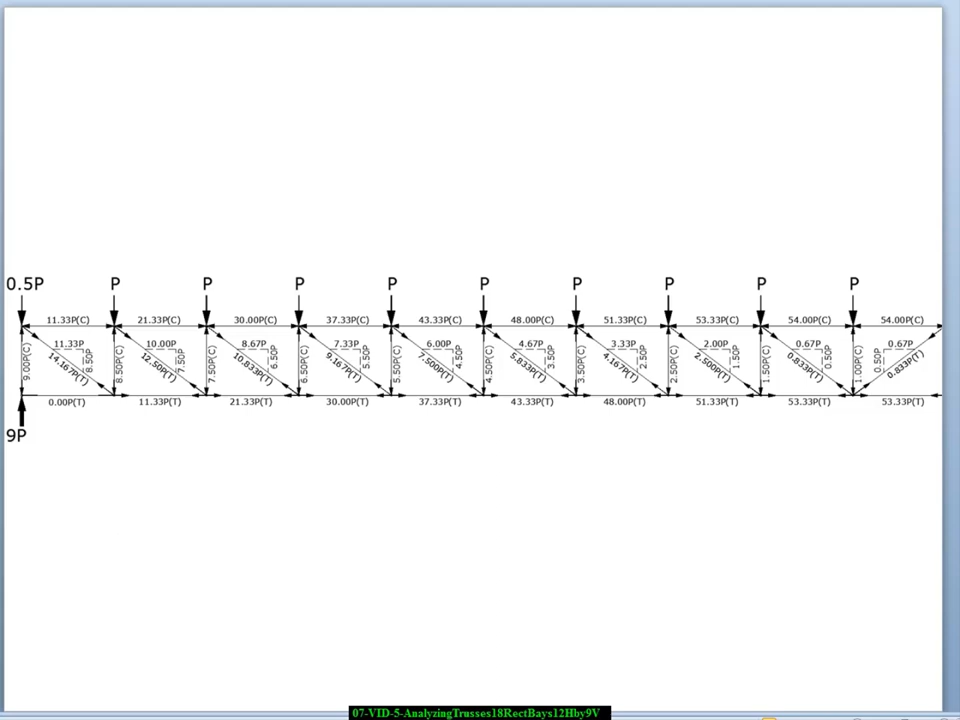 0.5P P P P P P P P P P
11.33P(C) 21.33P(C) 30.00P(C) 37.33P(C) 43.33P(C) 48.00P(C) 51.33P(C) 53.33P(C) 54.00P(C) 54.00P(C)
11.33P 10.00P 8.67P 7.33P 6.00P 4.67P 3.33P 2.00P 0.67P 0.67P
9.00P(C) 14.167P(T) 8.50P 8.50P(C) 12.50P(T) 7.50P 7.50P(C) 10.833P(T) 6.50P 6.50P(C) 9.167P(T) 5.50P 5.50P(C) 7.500P(T) 4.50P 4.50P(C) 5.833P(T) 3.50P 3.50P(C) 4.167P(T) 2.50P 2.50P(C) 2.500P(T) 1.50P 1.50P(C) 0.833P(T) 0.50P 1.00P(C) 0.50P 0.833P(T)
0.00P(T) 11.33P(T) 21.33P(T) 30.00P(T) 37.33P(T) 43.33P(T) 48.00P(T) 51.33P(T) 53.33P(T) 53.33P(T)
9P
07-VID-5-AnalyzingTrusses18RectBays12Hby9V